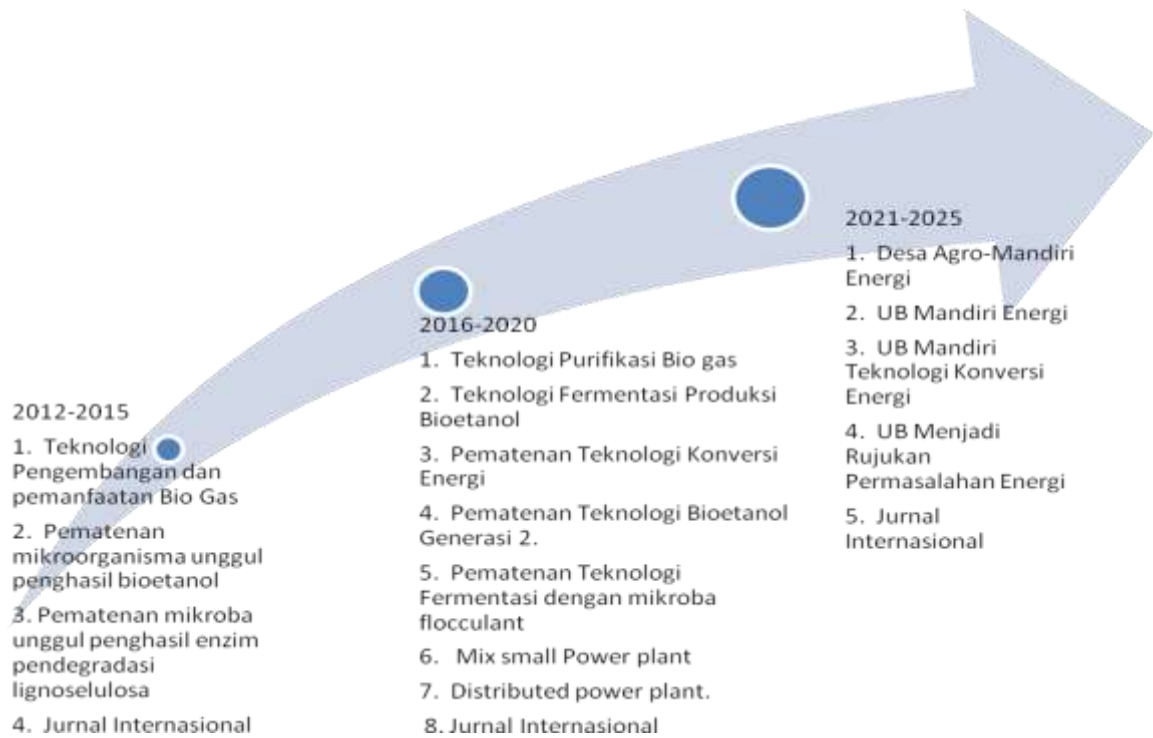 2012-2015
1. Teknologi
Pengembangan dan
pemanfaatan Bio Gas
2. Pematenan
mikroorganisma unggul
penghasil bioetanol
3. Pematenan mikroba
unggul penghasil enzim
pendegradasi
lignoselulosa
4. Jurnal Internasional
2016-2020
1. Teknologi Purifikasi Bio gas
2. Teknologi Fermentasi Produksi
Bioetanol
3. Pematenan Teknologi Konversi
Energi
4. Pematenan Teknologi Bioetanol
Generasi 2.
5. Pematenan Teknologi
Fermentasi dengan mikroba
flocculant
6. Mix small Power plant
7. Distributed power plant.
8. Jurnal Internasional
2021-2025
1. Desa Agro-Mandiri
Energi
2. UB Mandiri Energi
3. UB Mandiri
Teknologi Konversi
Energi
4. UB Menjadi
Rujukan
Permasalahan Energi
5. Jurnal
Internasional